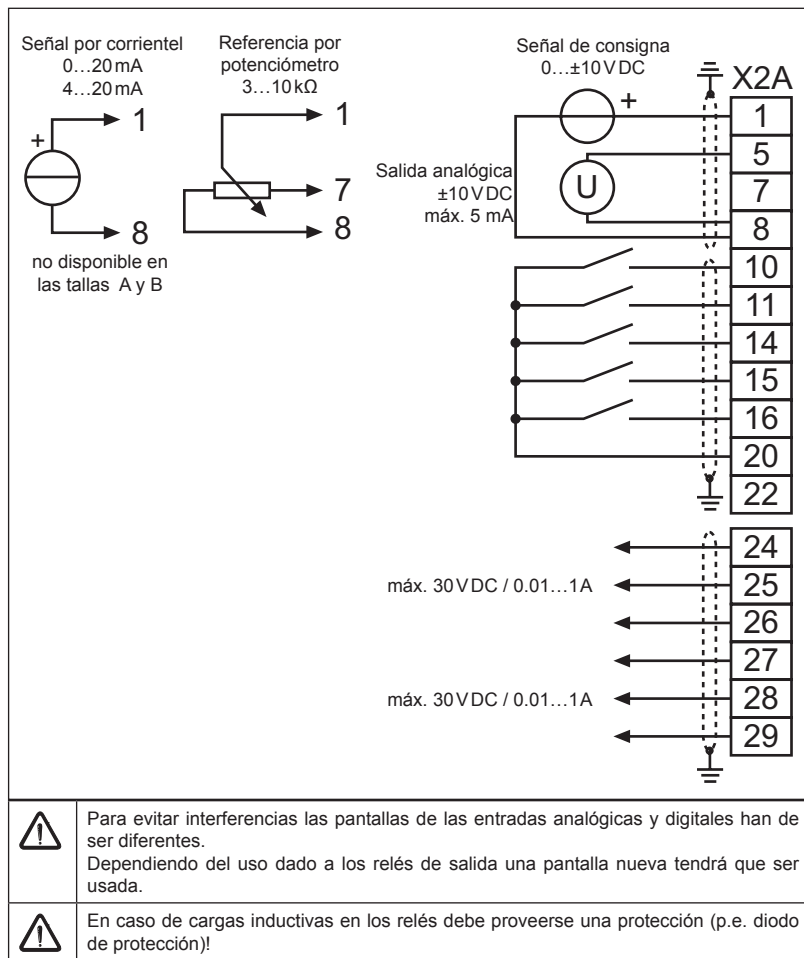 Señal por corrientel
0…20 mA
4…20 mA
+
1
8
no disponible en
las tallas A y B
Referencia por
potenciómetro
3…10 kΩ
1
7
8
Señal de consigna
0…±10 V DC
+
Salida analógica
±10 V DC
máx. 5 mA
U
X2A
1
5
7
8
10
11
14
15
16
20
22
24
máx. 30 V DC / 0.01…1 A
25
26
27
máx. 30 V DC / 0.01…1 A
28
29
Para evitar interferencias las pantallas de las entradas analógicas y digitales han de
ser diferentes.
Dependiendo del uso dado a los relés de salida una pantalla nueva tendrá que ser
usada.
En caso de cargas inductivas en los relés debe proveerse una protección (p.e. diodo
de protección)!